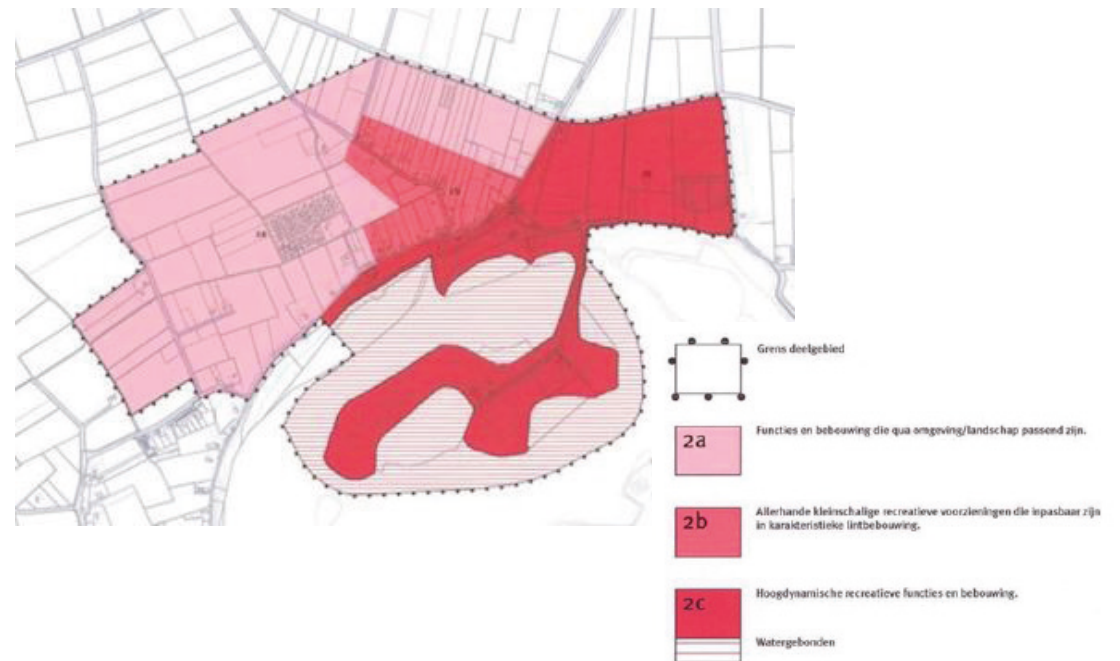 Grens deelgebied
2a
Functies en bebouwing die qua omgeving/landschap passend zijn.
2b
Allerhande kleinschalige recreatieve voorzieningen die inpasbaar zijn
in karakteristieke lintbebouwing.
2c
Hoogdynamische recreatieve functies en bebouwing.
Watergebonden